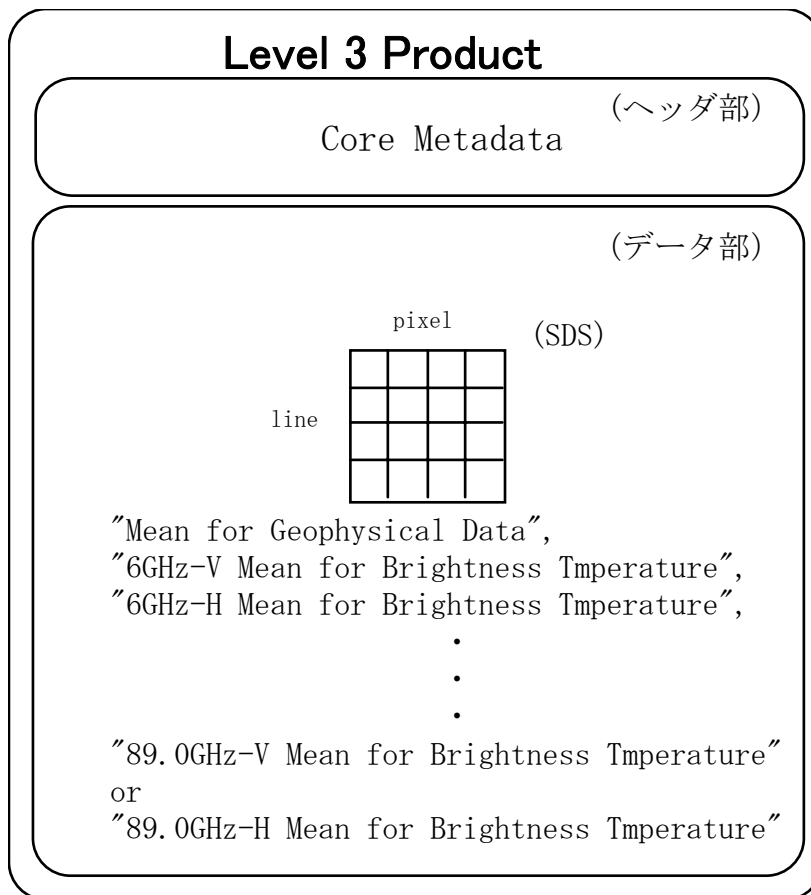 Level 3 Product
(ヘッダ部)
Core Metadata
(データ部)
pixel
(SDS)
line
"Mean for Geophysical Data",
"6GHz-V Mean for Brightness Tmperature",
"6GHz-H Mean for Brightness Tmperature",
・
・
・
"89.0GHz-V Mean for Brightness Tmperature"
or
"89.0GHz-H Mean for Brightness Tmperature"